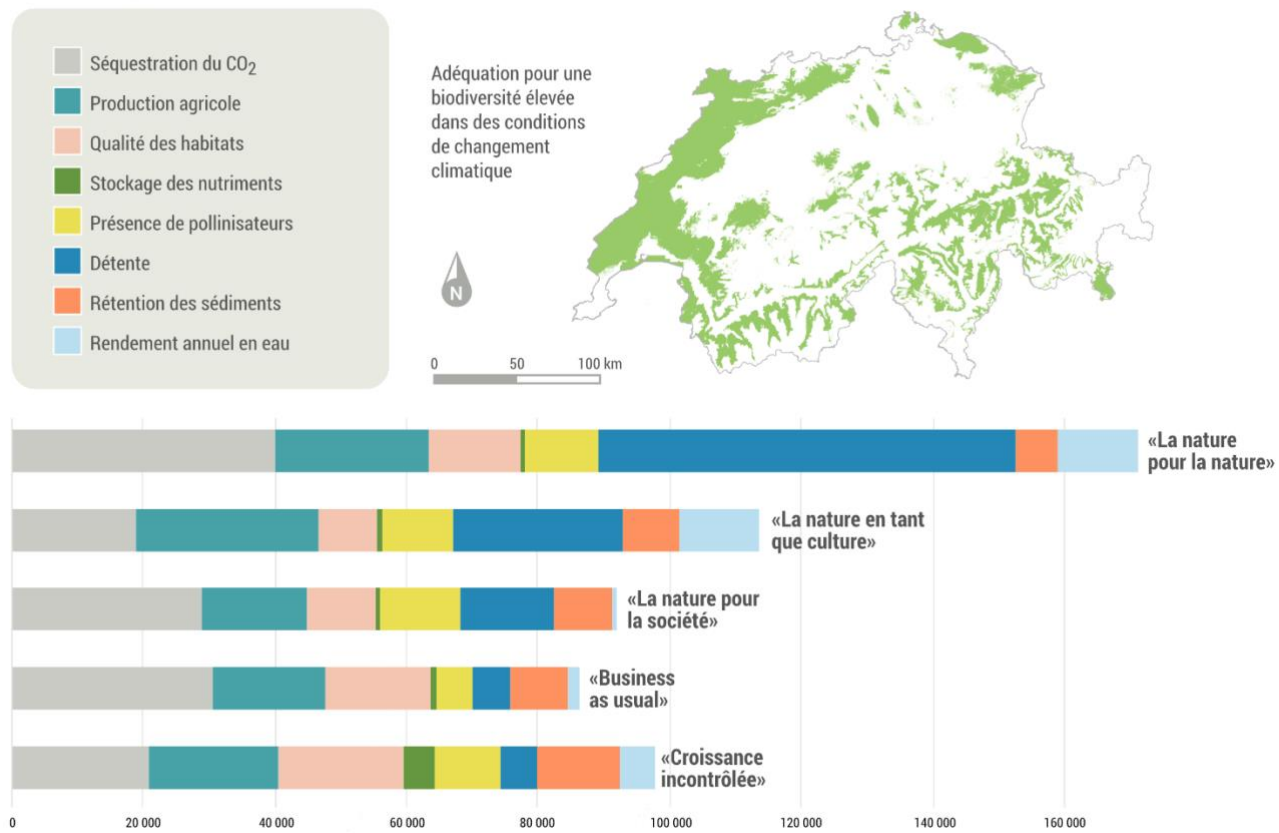 Séquestration du CO₂
Production agricole
Qualité des habitats
Stockage des nutriments
Présence de pollinisateurs
Détente
Rétention des sédiments
Rendement annuel en eau
Adéquation pour une
biodiversité élevée
dans des conditions
de changement
climatique
N
0 50 100 km
«La nature
pour la nature»
«La nature en tant
que culture»
«La nature pour
la société»
«Business
as usual»
«Croissance
incontrôlée»
0 20 000 40 000 60 000 80 000 100 000 120 000 140 000 160 000